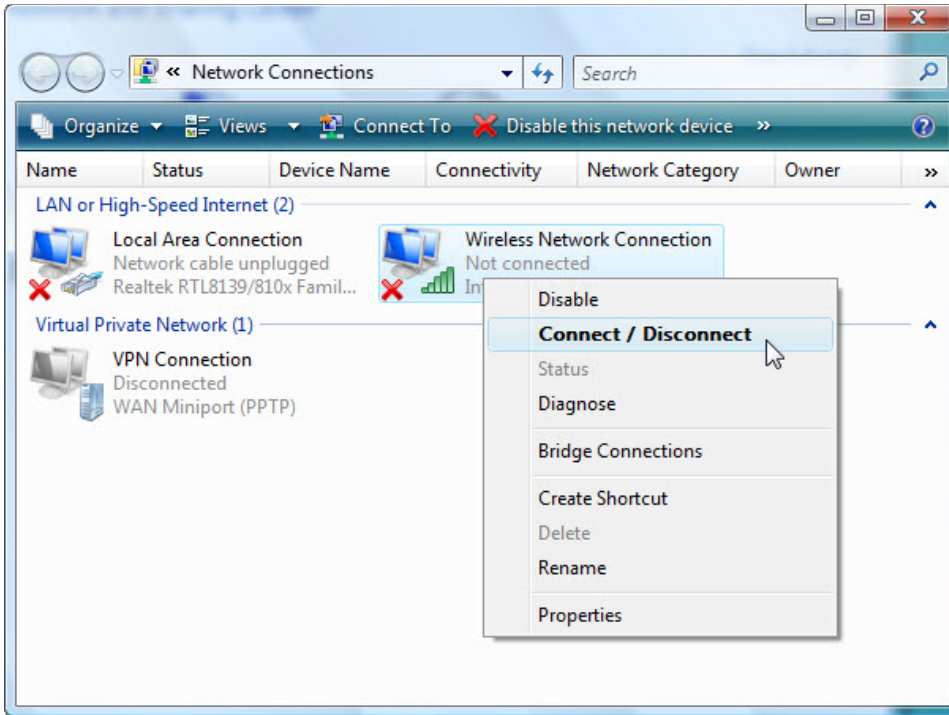 Network Connections
Search
Organize Views Connect To Disable this network device »
Name Status Device Name Connectivity Network Category Owner »
LAN or High-Speed Internet (2)
Local Area Connection
Network cable unplugged
Realtek RTL8139/810x Famil...
Wireless Network Connection
Not connected
Virtual Private Network (1)
VPN Connection
Disconnected
WAN Miniport (PPTP)
Disable
Connect / Disconnect
Status
Diagnose
Bridge Connections
Create Shortcut
Delete
Rename
Properties